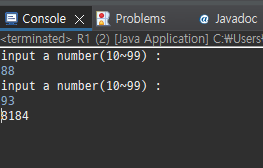 Console
Problems
@ Javadoc
<terminated> R1 (2) [Java Application] C:₩Users
input a number(10~99) :
88
input a number(10~99) :
93
8184